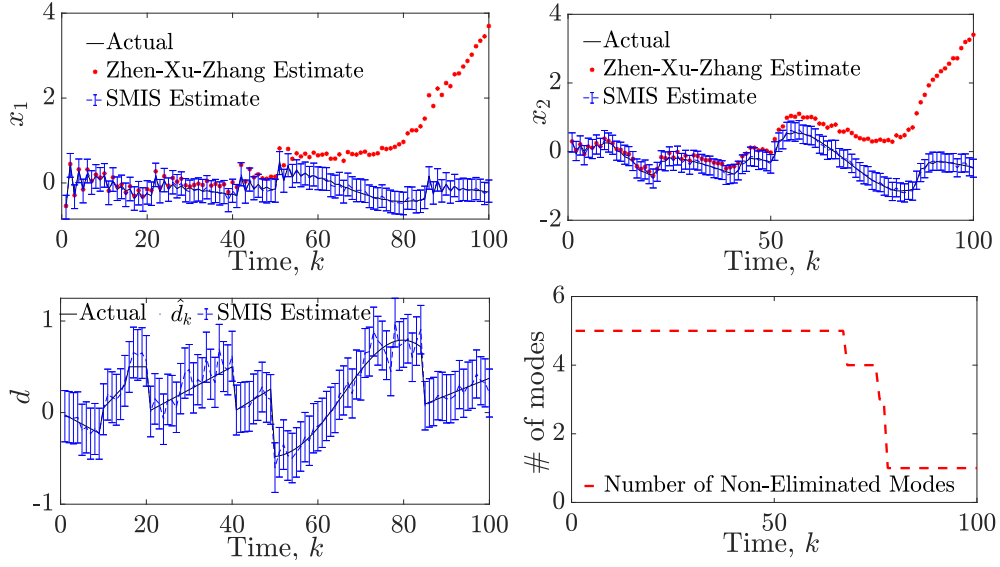 4
2
0
x₁
Actual
Zhen-Xu-Zhang Estimate
SMIS Estimate
0 20 40 60 80 100
Time, k
4
2
0
-2
x₂
Actual
Zhen-Xu-Zhang Estimate
SMIS Estimate
0 50 100
Time, k
1
0
-1
d
Actual d̂ₖ SMIS Estimate
0 20 40 60 80 100
Time, k
6
4
2
0
# of modes
Number of Non-Eliminated Modes
0 50 100
Time, k